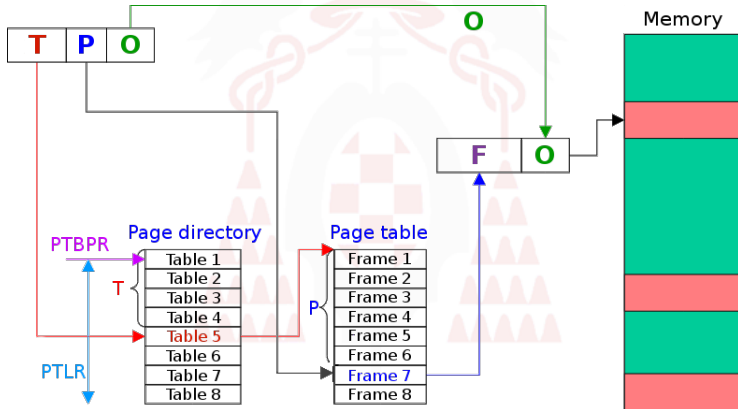 Memory
O
T P O
F O
Page directory
Page table
PTBPR
T
PTLR
Table 1
Table 2
Table 3
Table 4
Table 5
Table 6
Table 7
Table 8
P
Frame 1
Frame 2
Frame 3
Frame 4
Frame 5
Frame 6
Frame 7
Frame 8